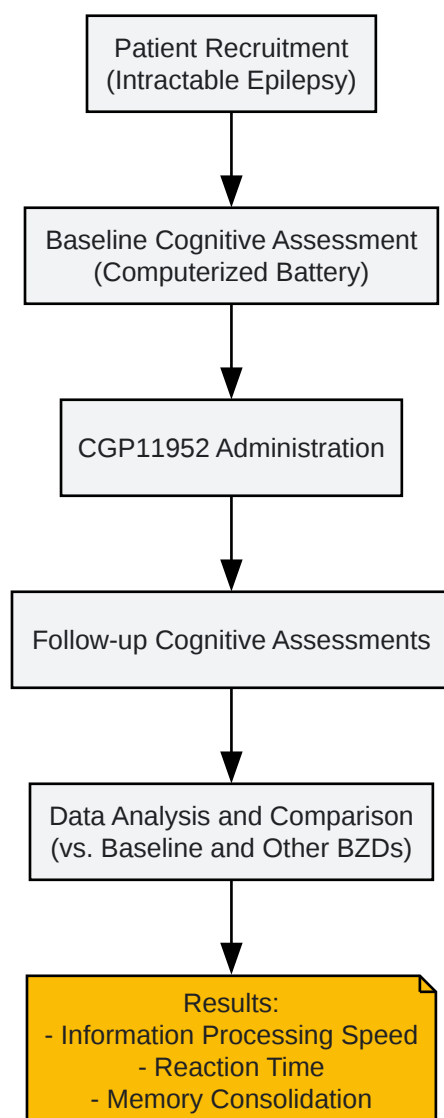 Patient Recruitment
(Intractable Epilepsy)
Baseline Cognitive Assessment
(Computerized Battery)
CGP11952 Administration
Follow-up Cognitive Assessments
Data Analysis and Comparison
(vs. Baseline and Other BZDs)
Results:
- Information Processing Speed
- Reaction Time
- Memory Consolidation